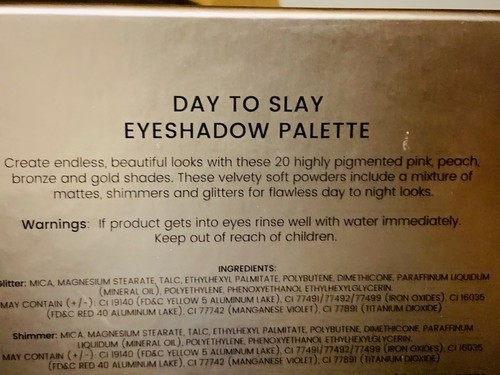 DAY TO SLAY
EYESHADOW PALETTE
Create endless, beautiful looks with these 20 highly pigmented pink, peach,
bronze and gold shades. These velvety soft powders include a mixture of
mattes, shimmers and glitters for flawless day to night looks.
Warnings: If product gets into eyes rinse well with water immediately.
Keep out of reach of children.
INGREDIENTS:
Glitter: MICA, MAGNESIUM STEARATE, TALC, ETHYLHEXYL PALMITATE, POLYBUTENE, DIMETHICONE, PARAFFINUM LIQUIDUM
(MINERAL OIL), POLYETHYLENE, PHENOXYETHANOL ETHYLHEXYLGLYCERIN.
MAY CONTAIN (+/-): CI 19140 (FD&C YELLOW 5 ALUMINUM LAKE), CI 77491/77492/77499 (IRON OXIDES), CI 16035
(FD&C RED 40 ALUMINUM LAKE), CI 77742 (MANGANESE VIOLET), CI 77891 (TITANIUM DIOXIDE)
Shimmer: MICA, MAGNESIUM STEARATE, TALC, ETHYLHEXYL PALMITATE, POLYBUTENE, DIMETHICONE, PARAFFINUM
LIQUIDUM (MINERAL OIL), POLYETHYLENE, PHENOXYETHANOL ETHYLHEXYLGLYCERIN.
MAY CONTAIN (+/-): CI 19140 (FD&C YELLOW 5 ALUMINUM LAKE), CI 77491/77492/77499 (IRON OXIDES), CI 16035
(FD&C RED 40 ALUMINUM LAKE), CI 77742 (MANGANESE VIOLET), CI 77891 (TITANIUM DIOXIDE)